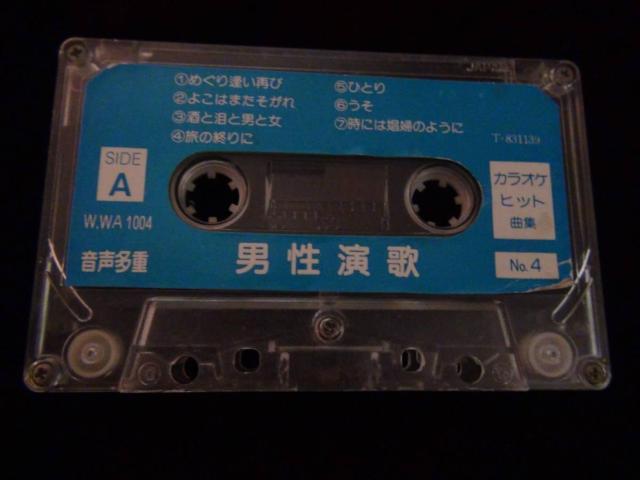 JAPAN
①めぐり逢い再び
②よこはまたそがれ
③酒と泪と男と女
④旅の終りに
⑤ひとり
⑥うそ
⑦時には娼婦のように
T-831139
SIDE
A
W.WA 1004
音声多重
男性演歌
カラオケ
ヒット
曲集
No.4